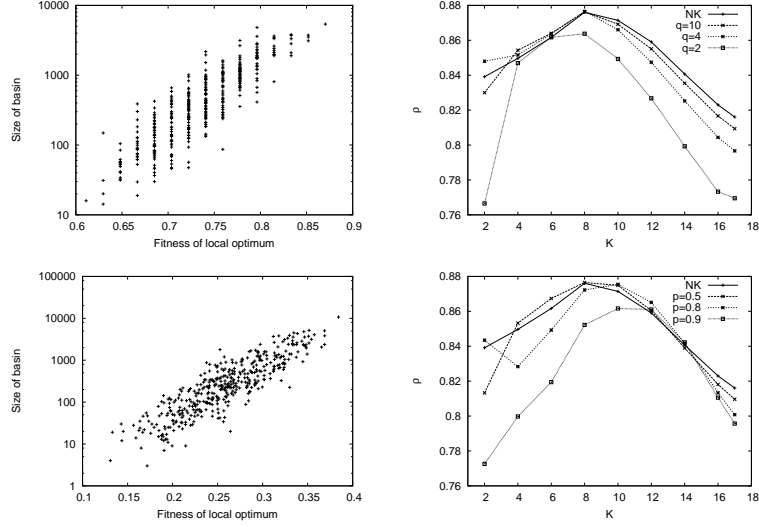 10000
1000
100
10
0.6 0.65 0.7 0.75 0.8 0.85 0.9
Size of basin
Fitness of local optimum
0.88
0.86
0.84
0.82
0.8
0.78
0.76
2 4 6 8 10 12 14 16 18
ρ
K
NK
q=10
q=4
q=2
100000
10000
1000
100
10
1
0.1 0.15 0.2 0.25 0.3 0.35 0.4
Size of basin
Fitness of local optimum
0.88
0.86
0.84
0.82
0.8
0.78
0.76
2 4 6 8 10 12 14 16 18
ρ
K
NK
p=0.5
p=0.8
p=0.9